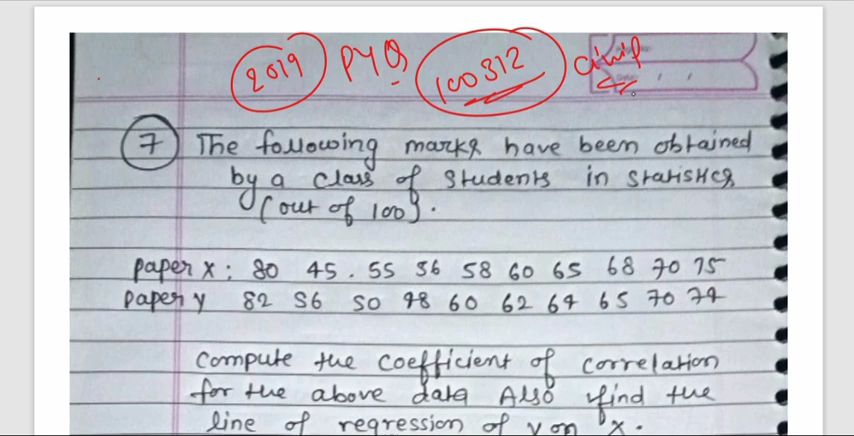 2019 PYQ 100312 civil
7 The following marks have been obtained
by a class of students in statistics
(out of 100).
paper x: 80 45. 55 56 58 60 65 68 70 75
paper y 82 56 50 48 60 62 64 65 70 74
compute the coefficient of correlation
for the above data Also find the
line of regression of y on x.